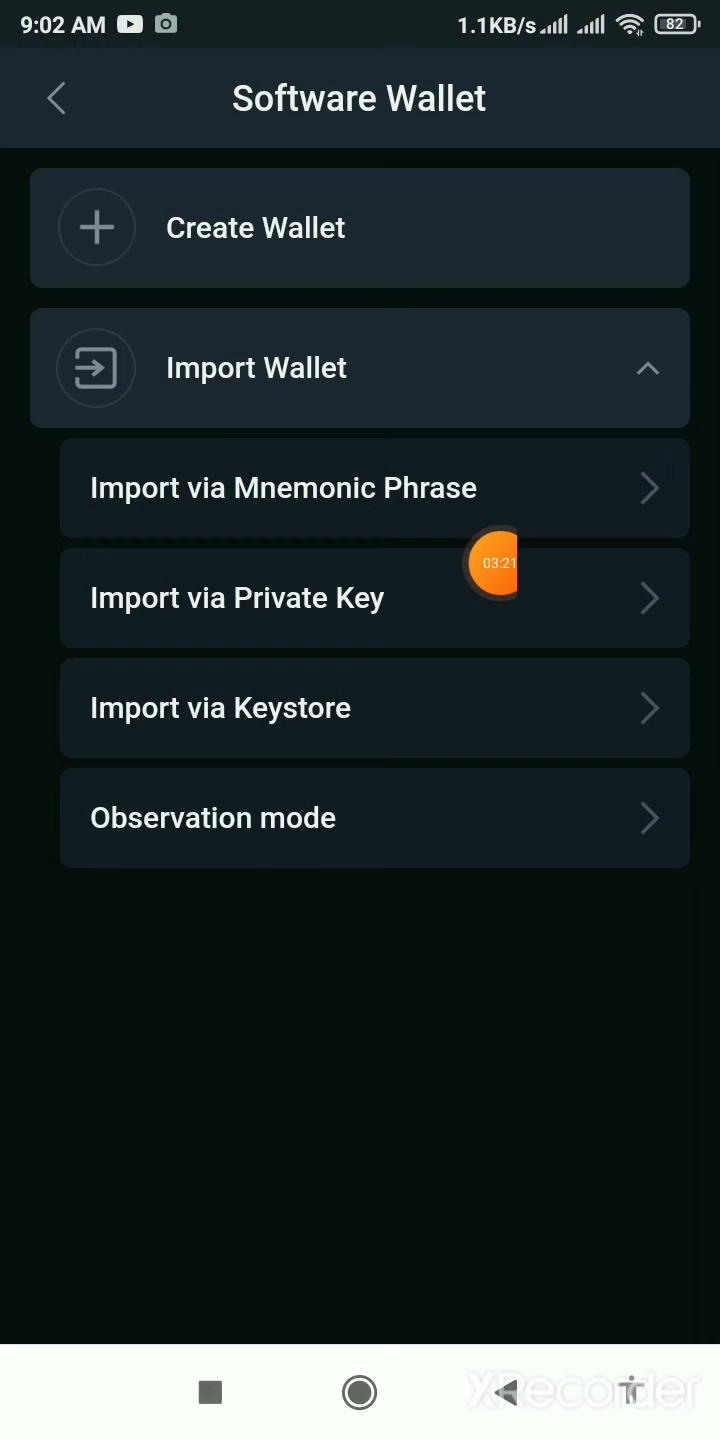 9:02 AM 1.1KB/s 82
Software Wallet
Create Wallet
Import Wallet
Import via Mnemonic Phrase
03:21
Import via Private Key
Import via Keystore
Observation mode
XRecorder